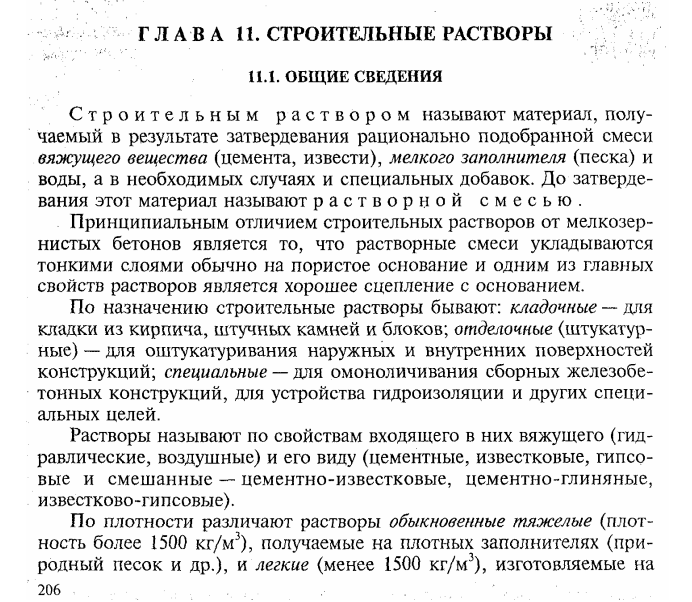 ГЛАВА 11. СТРОИТЕЛЬНЫЕ РАСТВОРЫ
11.1. ОБЩИЕ СВЕДЕНИЯ
Строительным раствором называют материал, полу-
чаемый в результате затвердевания рационально подобранной смеси
вяжущего вещества (цемента, извести), мелкого заполнителя (песка) и
воды, а в необходимых случаях и специальных добавок. До затверде-
вания этот материал называют растворной смесью.
Принципиальным отличием строительных растворов от мелкозер-
нистых бетонов является то, что растворные смеси укладываются
тонкими слоями обычно на пористое основание и одним из главных
свойств растворов является хорошее сцепление с основанием.
По назначению строительные растворы бывают: кладочные — для
кладки из кирпича, штучных камней и блоков; отделочные (штукатур-
ные) — для оштукатуривания наружных и внутренних поверхностей
конструкций; специальные — для омоноличивания сборных железобе-
тонных конструкций, для устройства гидроизоляции и других специ-
альных целей.
Растворы называют по свойствам входящего в них вяжущего (гид-
равлические, воздушные) и его виду (цементные, известковые, гипсо-
вые и смешанные — цементно-известковые, цементно-глиняные,
известково-гипсовые).
По плотности различают растворы обыкновенные тяжелые (плот-
ность более 1500 кг/м³), получаемые на плотных заполнителях (при-
родный песок и др.), и легкие (менее 1500 кг/м³), изготовляемые на
206